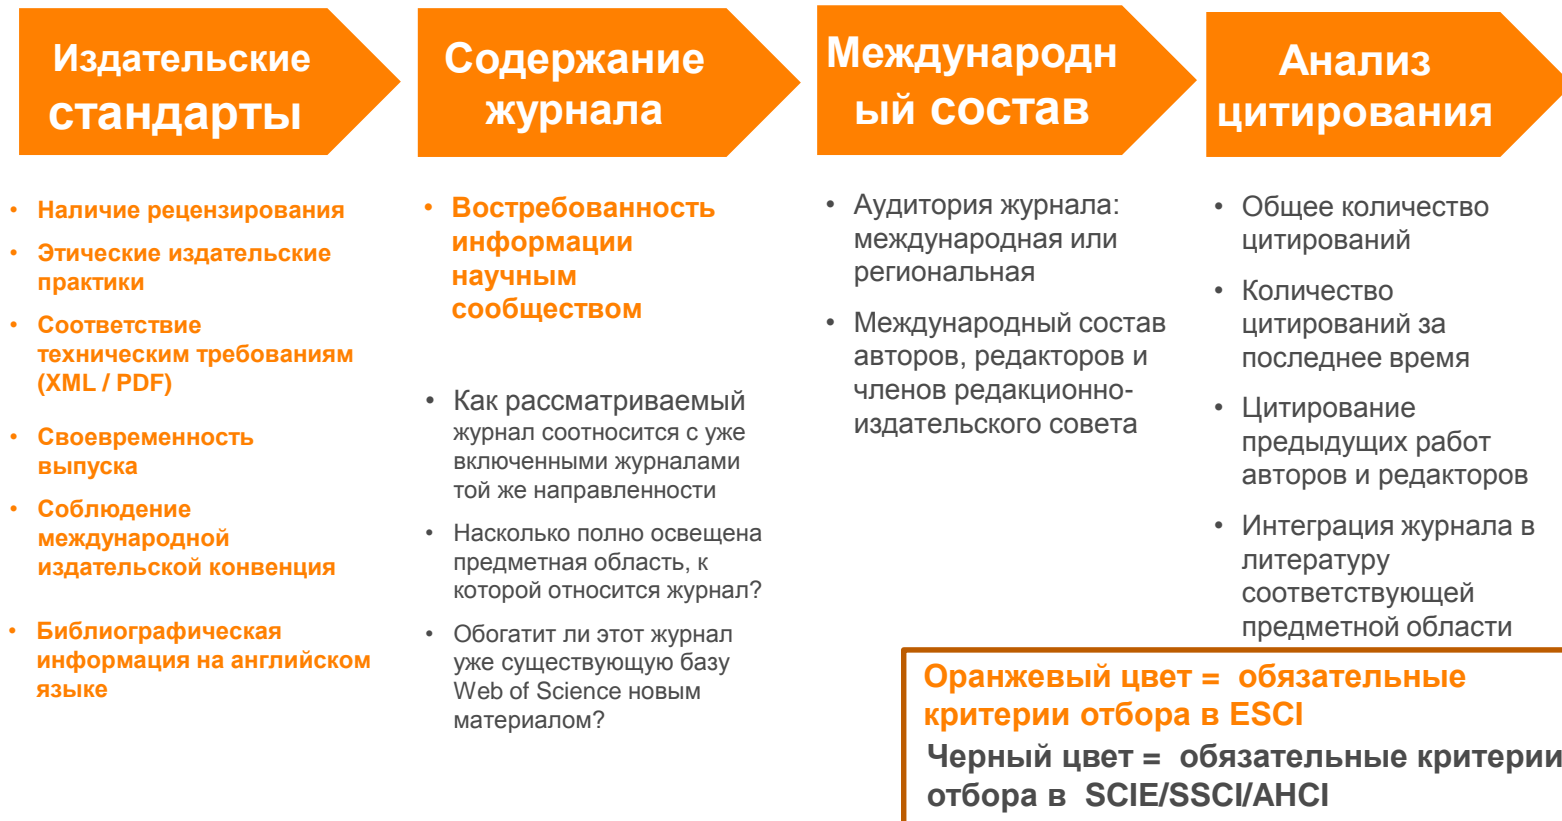 Издательские
стандарты
Содержание
журнала
Международн
ый состав
Анализ
цитирования
• Наличие рецензирования
• Этические издательские
практики
• Соответствие
техническим требованиям
(XML / PDF)
• Своевременность
выпуска
• Соблюдение
международной
издательской конвенция
• Библиографическая
информация на английском
языке
• Востребованность
информации
научным
сообществом
• Как рассматриваемый
журнал соотносится с уже
включенными журналами
той же направленности
• Насколько полно освещена
предметная область, к
которой относится журнал?
• Обогатит ли этот журнал
уже существующую базу
Web of Science новым
материалом?
• Аудитория журнала:
международная или
региональная
• Международный состав
авторов, редакторов и
членов редакционно-
издательского совета
• Общее количество
цитирований
• Количество
цитирований за
последнее время
• Цитирование
предыдущих работ
авторов и редакторов
• Интеграция журнала в
литературу
соответствующей
предметной области
Оранжевый цвет = обязательные
критерии отбора в ESCI
Черный цвет = обязательные критерии
отбора в SCIE/SSCI/AHCI